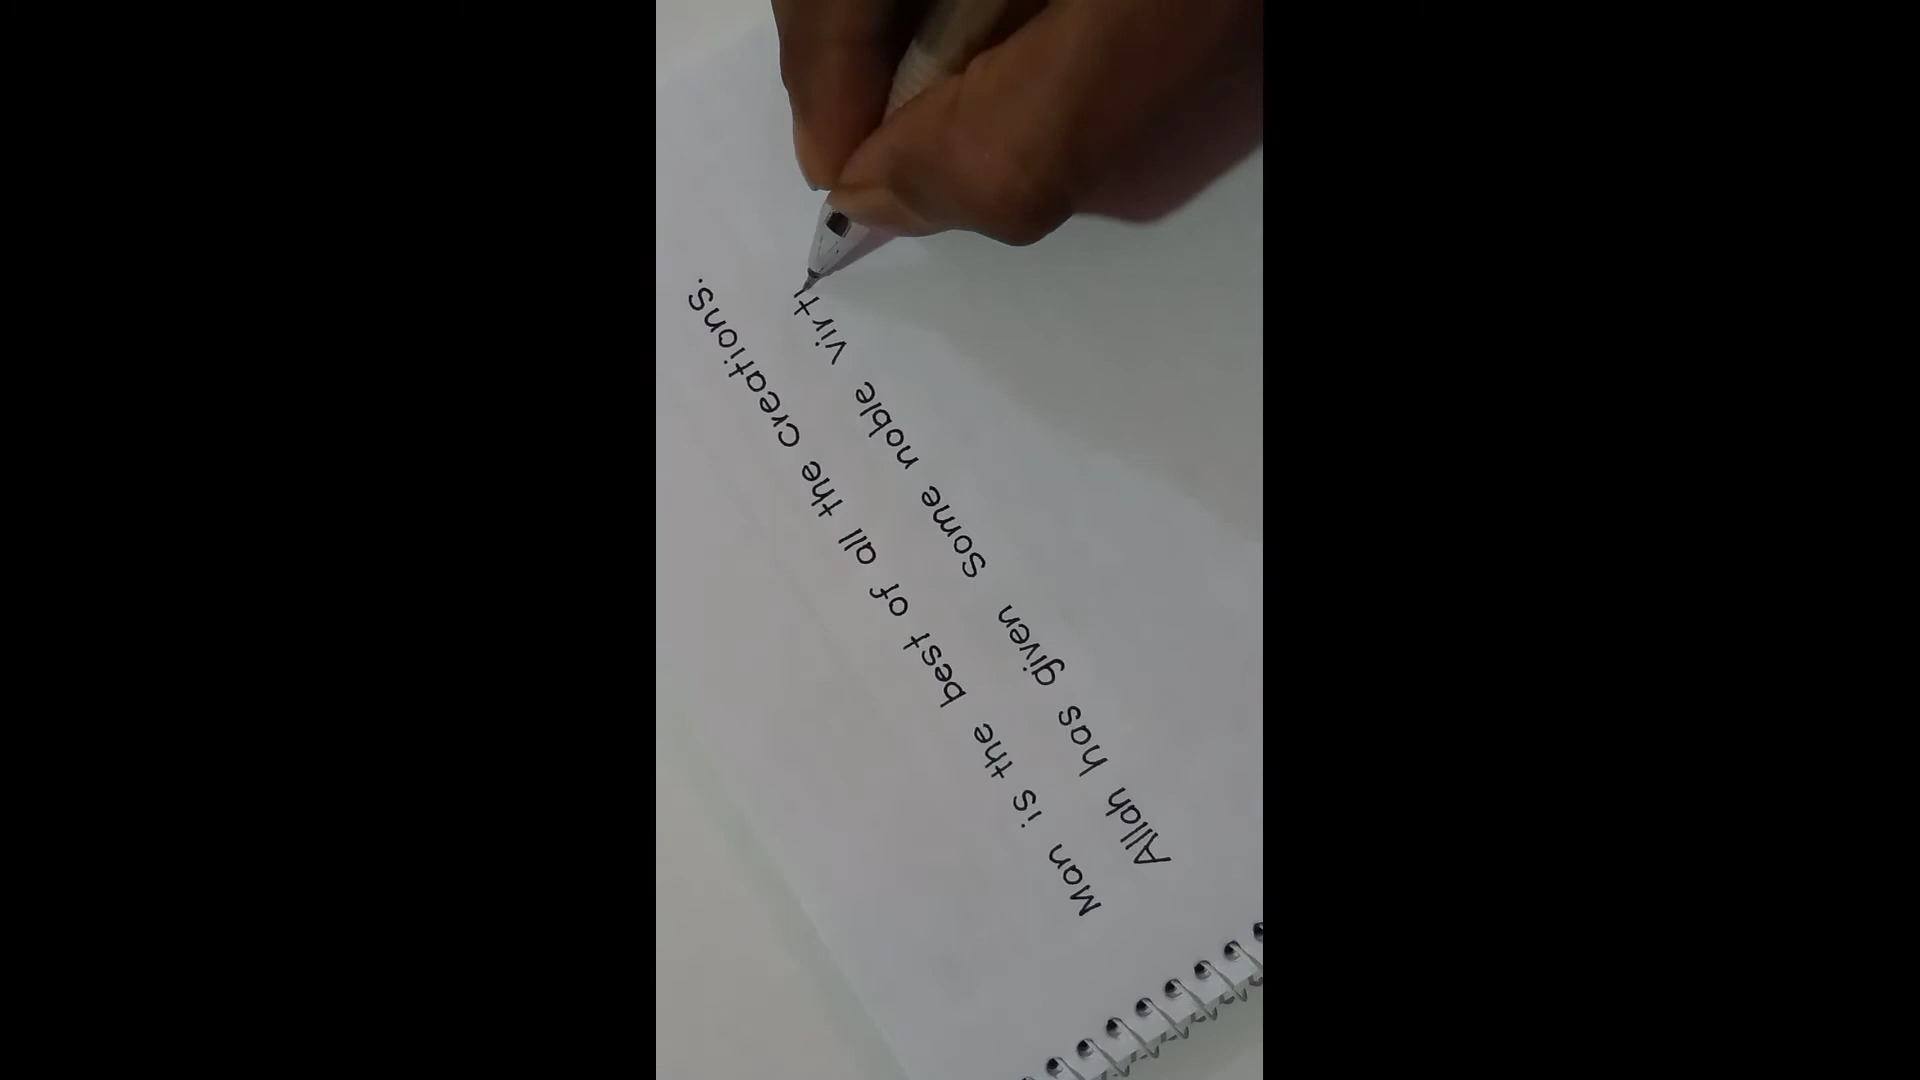 Man is the best of all the creations.
Allah has given some noble virt